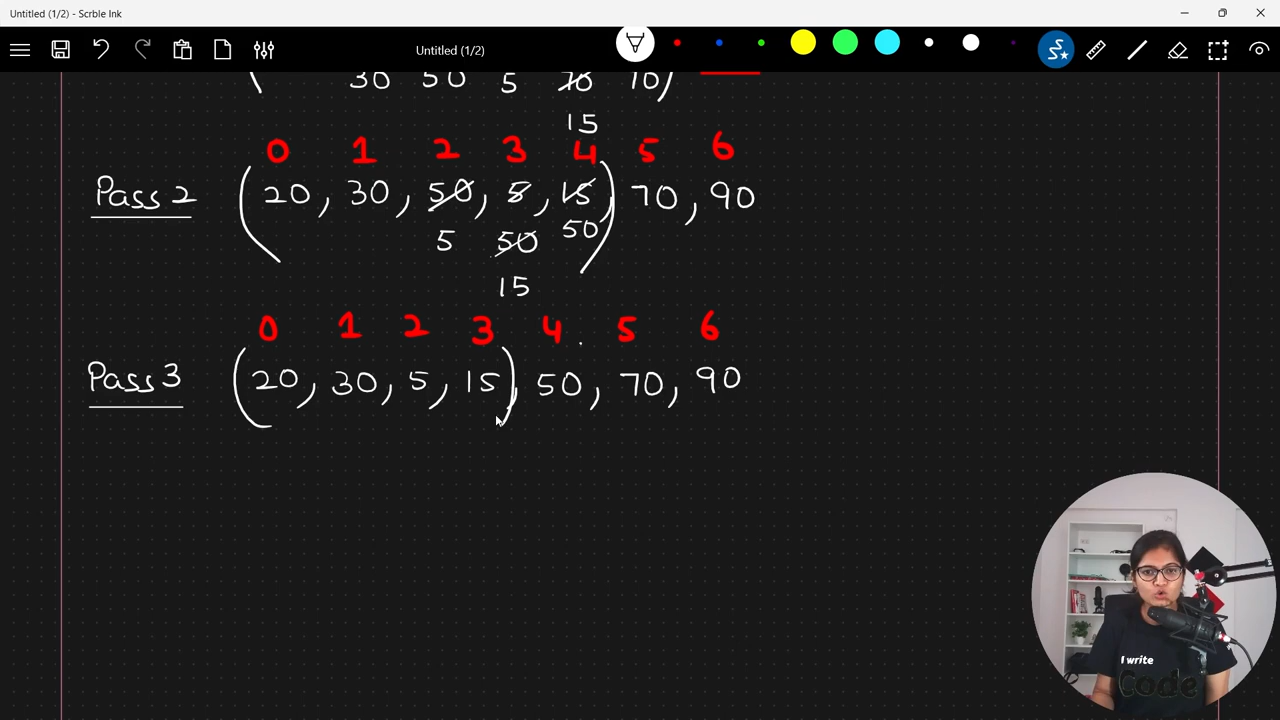 Untitled (1/2) - Scrble Ink
Untitled (1/2)
30 50 5 70 10)
15
0 1 2 3 4 5 6
Pass 2 (20, 30, 50, 5, 15), 70, 90
5 50 50
15
0 1 2 3 4 5 6
Pass 3 (20, 30, 5, 15), 50, 70, 90
I write
Code